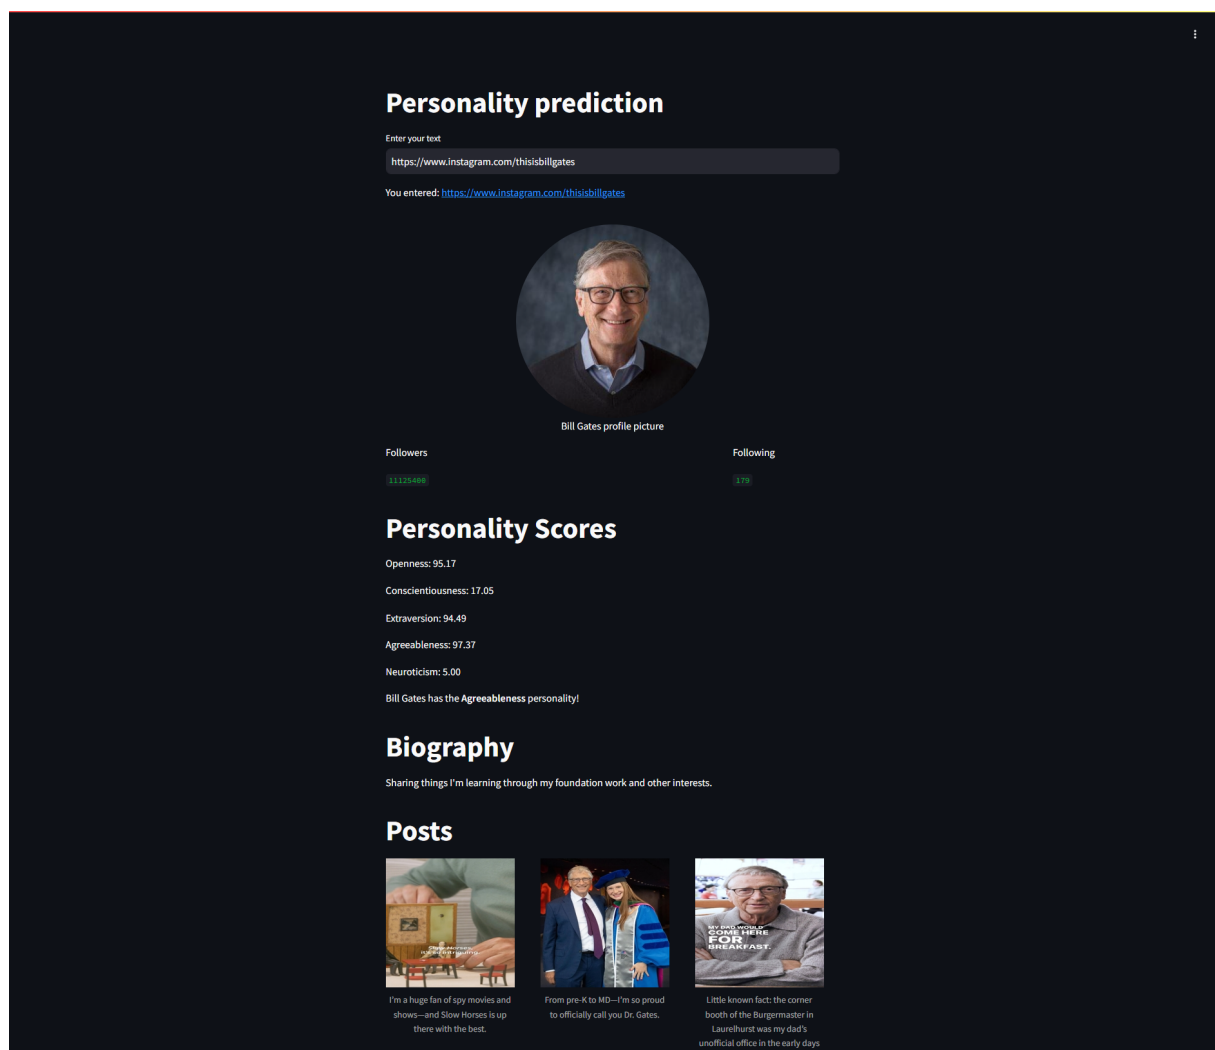 Personality prediction
Enter your text
https://www.instagram.com/thisisbillgates
You entered: https://www.instagram.com/thisisbillgates
Bill Gates profile picture
Followers
Following
11125408
179
Personality Scores
Openness: 95.17
Conscientiousness: 17.05
Extraversion: 94.49
Agreeableness: 97.37
Neuroticism: 5.00
Bill Gates has the Agreeableness personality!
Biography
Sharing things I'm learning through my foundation work and other interests.
Posts
Slow Horses
MY DAD WOULD
COME HERE
FOR
BREAKFAST.
I'm a huge fan of spy movies and
shows—and Slow Horses is up
there with the best.
From pre-K to MD—I'm so proud
to officially call you Dr. Gates.
Little known fact: the corner
booth of the Burgermaster in
Laurelhurst was my dad's
unofficial office in the early days